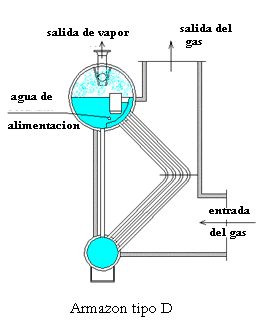 salida de vapor
salida del
gas
agua de
alimentacion
entrada
del gas
Armazon tipo D